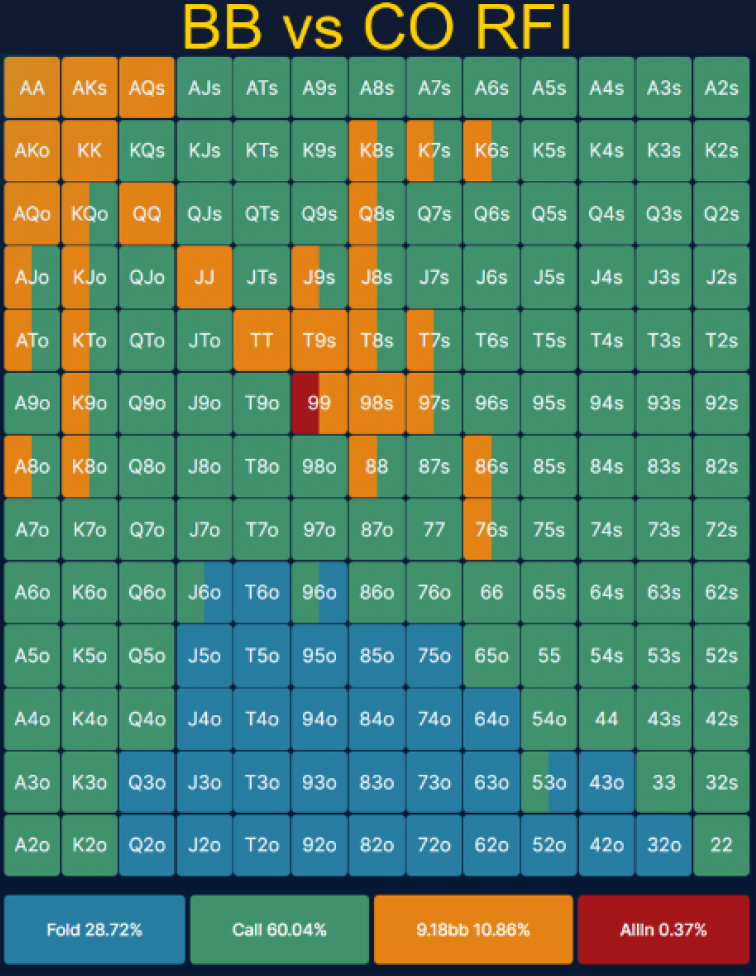 BB vs CO RFI
AA AKs AQs AJs ATs A9s A8s A7s A6s A5s A4s A3s A2s
AKo KK KQs KJs KTs K9s K8s K7s K6s K5s K4s K3s K2s
AQo KQo QQ QJs QTs Q9s Q8s Q7s Q6s Q5s Q4s Q3s Q2s
AJo KJo QJo JJ JTs J9s J8s J7s J6s J5s J4s J3s J2s
ATo KTo QTo JTo TT T9s T8s T7s T6s T5s T4s T3s T2s
A9o K9o Q9o J9o T9o 99 98s 97s 96s 95s 94s 93s 92s
A8o K8o Q8o J8o T8o 98o 88 87s 86s 85s 84s 83s 82s
A7o K7o Q7o J7o T7o 97o 87o 77 76s 75s 74s 73s 72s
A6o K6o Q6o J6o T6o 96o 86o 76o 66 65s 64s 63s 62s
A5o K5o Q5o J5o T5o 95o 85o 75o 65o 55 54s 53s 52s
A4o K4o Q4o J4o T4o 94o 84o 74o 64o 54o 44 43s 42s
A3o K3o Q3o J3o T3o 93o 83o 73o 63o 53o 43o 33 32s
A2o K2o Q2o J2o T2o 92o 82o 72o 62o 52o 42o 32o 22
Fold 28.72% Call 60.04% 9.18bb 10.86% AllIn 0.37%